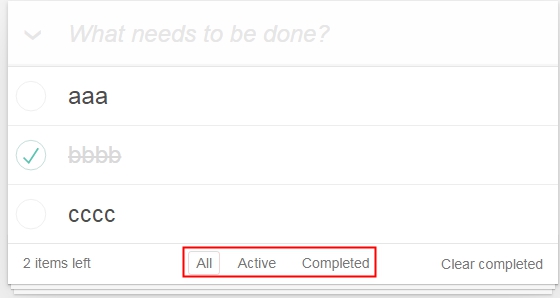 What needs to be done?
aaa
bbbb
cccc
2 items left All Active Completed Clear completed